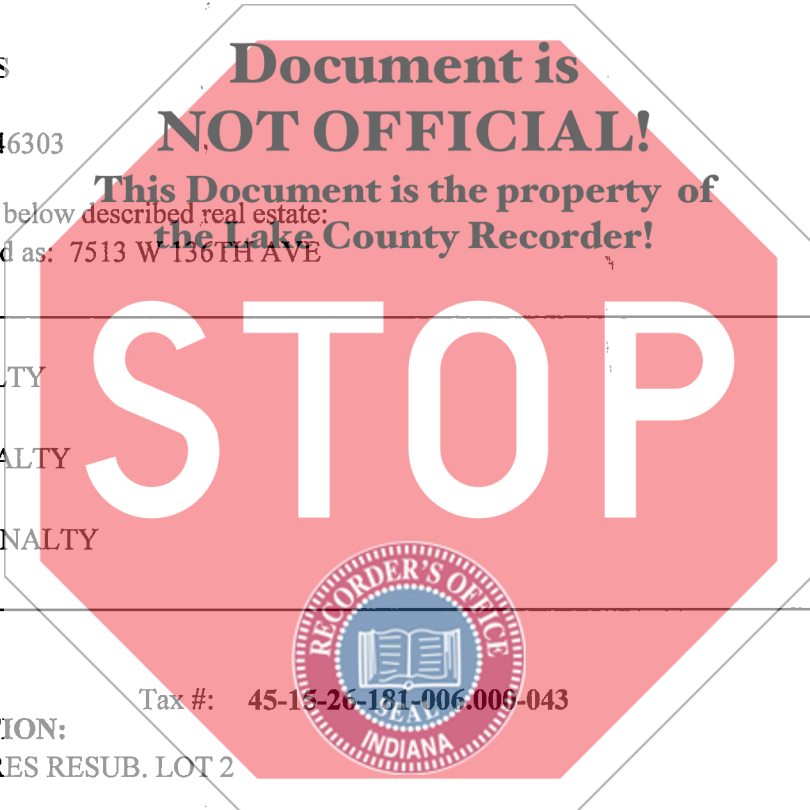 S
Document is
NOT OFFICIAL!
46303
This Document is the property of
below described real estate:
the Lake County Recorder!
d as: 7513 W 136TH AVE
STOP
LTY
ALTY
NALTY
RECORDER'S OFFICE
SEAL
INDIANA
Tax #: 45-15-26-181-006.000-043
ION:
RES RESUB. LOT 2